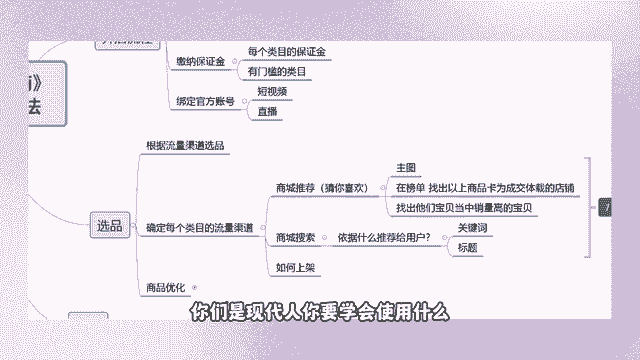 缴纳保证金
每个类目的保证金
有门槛的类目
绑定官方账号
短视频
直播
选品
根据流量渠道选品
确定每个类目的流量渠道
商城推荐(猜你喜欢)
主图
在榜单 找出以上商品卡为成交体载的店铺
找出他们宝贝当中销量高的宝贝
商城搜索
依据什么推荐给用户?
关键词
标题
如何上架
商品优化
你们是现代人你要学会使用什么